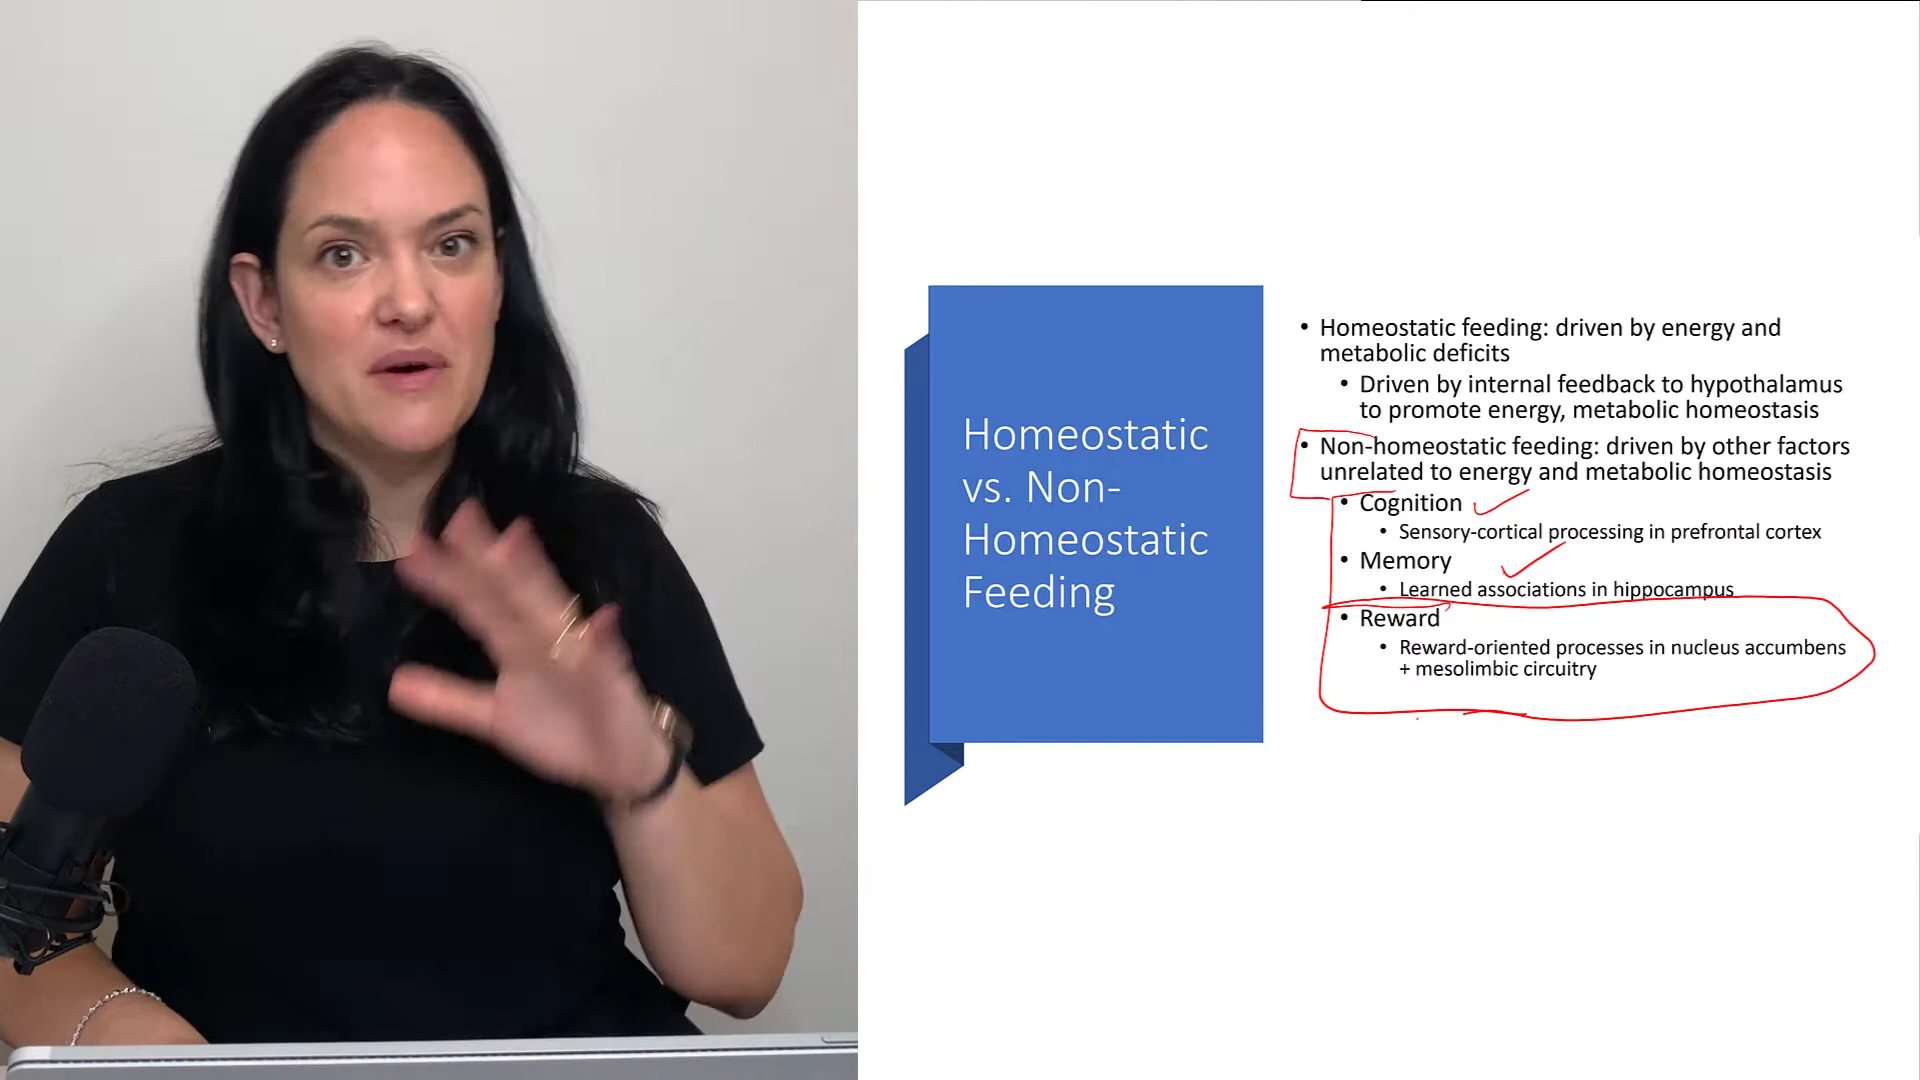 Homeostatic
vs. Non-
Homeostatic
Feeding
• Homeostatic feeding: driven by energy and
metabolic deficits
• Driven by internal feedback to hypothalamus
to promote energy, metabolic homeostasis
• Non-homeostatic feeding: driven by other factors
unrelated to energy and metabolic homeostasis
• Cognition
• Sensory-cortical processing in prefrontal cortex
• Memory
• Learned associations in hippocampus
• Reward
• Reward-oriented processes in nucleus accumbens
+ mesolimbic circuitry